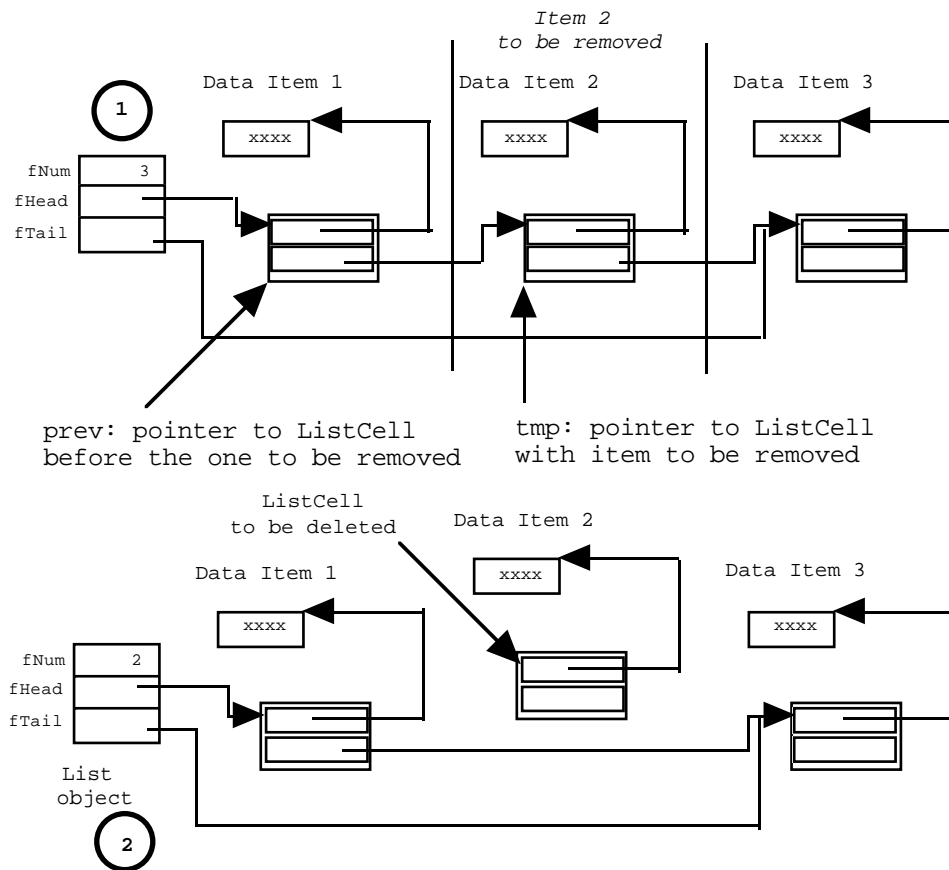 Item 2
to be removed
Data Item 1
Data Item 2
Data Item 3
1
xxxx
xxxx
xxxx
fNum
3
fHead
fTail
prev: pointer to ListCell
before the one to be removed
tmp: pointer to ListCell
with item to be removed
ListCell
to be deleted
Data Item 2
Data Item 1
Data Item 3
xxxx
xxxx
xxxx
fNum
2
fHead
fTail
List
object
2